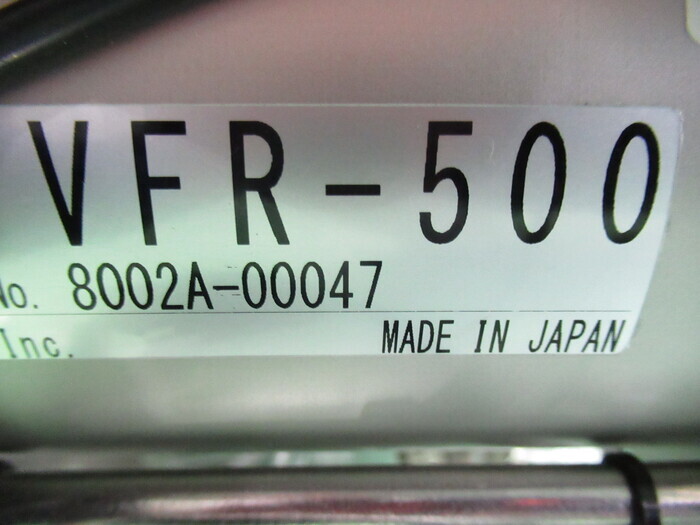 VFR-500
No. 8002A-00047
Inc. MADE IN JAPAN